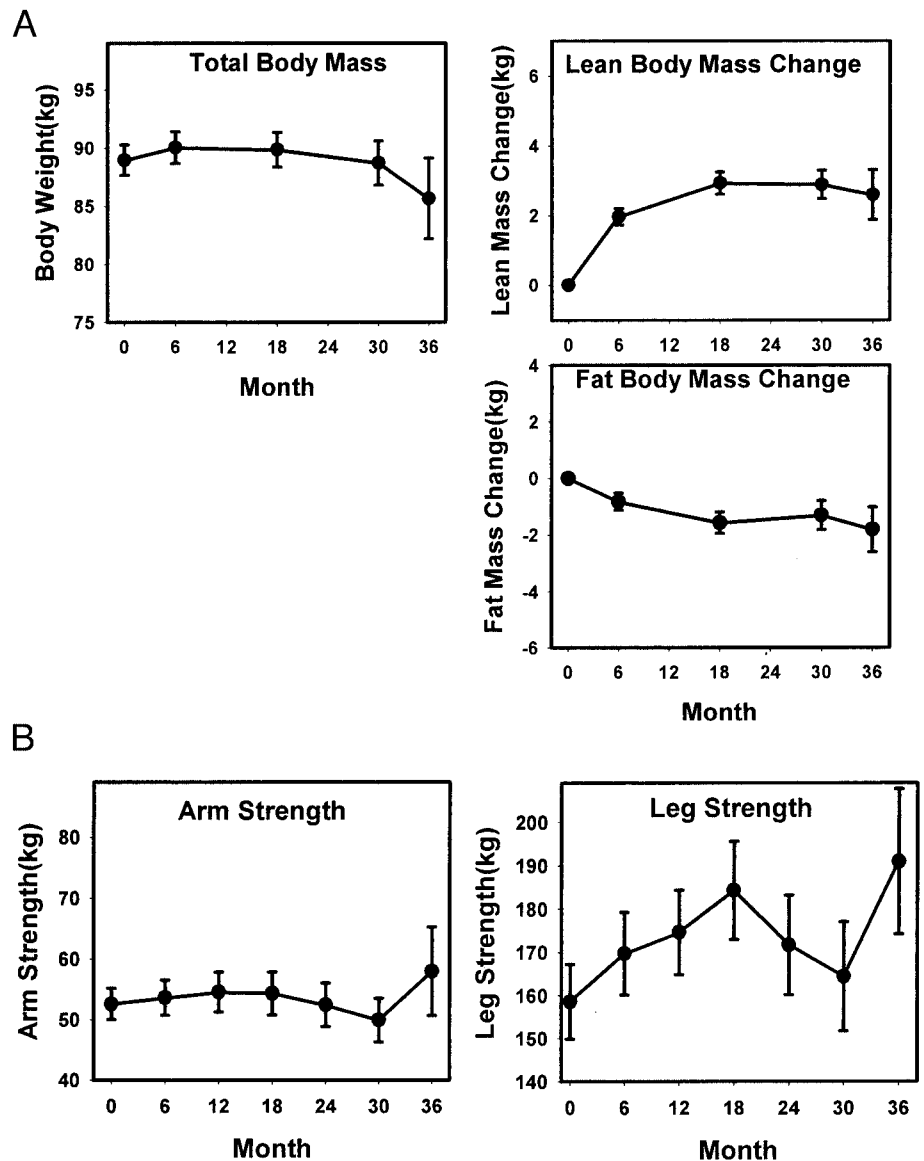 A
Total Body Mass
Body Weight(kg)
95
90
85
80
75
0 6 12 18 24 30 36
Month
Lean Body Mass Change
Lean Mass Change(kg)
6
4
2
0
0 6 12 18 24 30 36
Fat Body Mass Change
Fat Mass Change(kg)
4
2
0
-2
-4
-6
0 6 12 18 24 30 36
Month
B
Arm Strength
Arm Strength(kg)
80
70
60
50
40
0 6 12 18 24 30 36
Month
Leg Strength
Leg Strength(kg)
200
190
180
170
160
150
140
0 6 12 18 24 30 36
Month